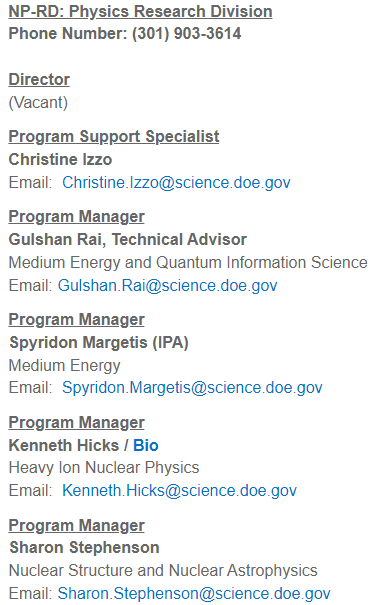 NP-RD: Physics Research Division
Phone Number: (301) 903-3614
Director
(Vacant)
Program Support Specialist
Christine Izzo
Email: Christine.Izzo@science.doe.gov
Program Manager
Gulshan Rai, Technical Advisor
Medium Energy and Quantum Information Science
Email: Gulshan.Rai@science.doe.gov
Program Manager
Spyridon Margetis (IPA)
Medium Energy
Email: Spyridon.Margetis@science.doe.gov
Program Manager
Kenneth Hicks / Bio
Heavy Ion Nuclear Physics
Email: Kenneth.Hicks@science.doe.gov
Program Manager
Sharon Stephenson
Nuclear Structure and Nuclear Astrophysics
Email: Sharon.Stephenson@science.doe.gov